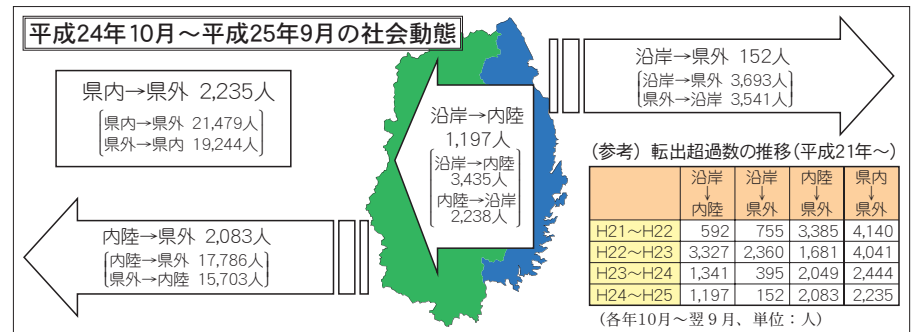 平成24年10月～平成25年9月の社会動態
県内→県外 2,235人
県内→県外 21,479人
県外→県内 19,244人
沿岸→内陸
1,197人
沿岸→内陸
3,435人
内陸→沿岸
2,238人
沿岸→県外 152人
沿岸→県外 3,693人
県外→沿岸 3,541人
内陸→県外 2,083人
内陸→県外 17,786人
県外→内陸 15,703人
(参考) 転出超過数の推移(平成21年～)
沿岸↓内陸 沿岸↓県外 内陸↓県外 県内↓県外
H21～H22 592 755 3,385 4,140
H22～H23 3,327 2,360 1,681 4,041
H23～H24 1,341 395 2,049 2,444
H24～H25 1,197 152 2,083 2,235
(各年10月～翌９月、単位：人)